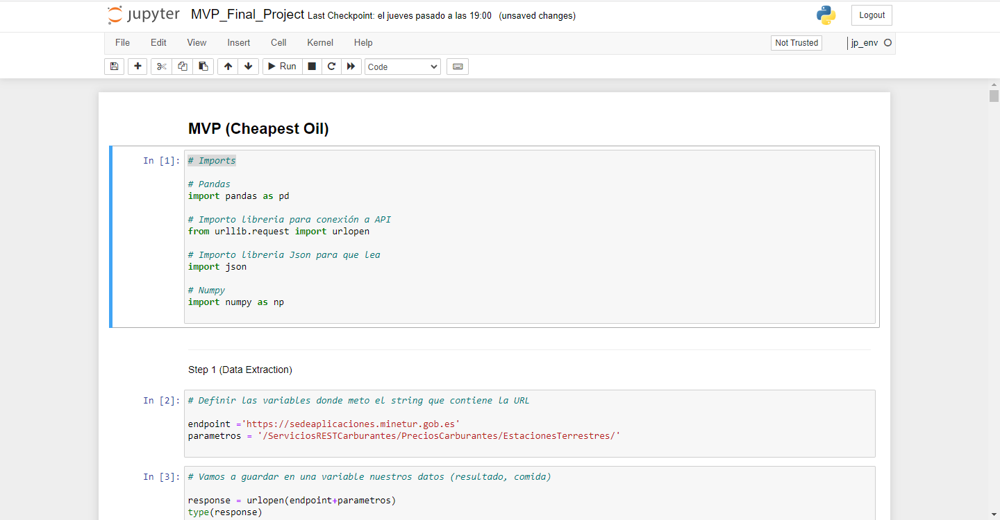 jupyter MVP_Final_Project Last Checkpoint: el jueves pasado a las 19:00 (unsaved changes) Logout
File Edit View Insert Cell Kernel Help Not Trusted jp_env
Run Code
MVP (Cheapest Oil)
In [1]: # Imports
# Pandas
import pandas as pd
# Importo libreria para conexión a API
from urllib.request import urlopen
# Importo libreria Json para que lea
import json
# Numpy
import numpy as np
Step 1 (Data Extraction)
In [2]: # Definir las variables donde meto el string que contiene la URL
endpoint ='https://sedeaplicaciones.minetur.gob.es'
parametros = '/ServiciosRESTCarburantes/PreciosCarburantes/EstacionesTerrestres/'
In [3]: # Vamos a guardar en una variable nuestros datos (resultado, comida)
response = urlopen(endpoint+parametros)
type(response)